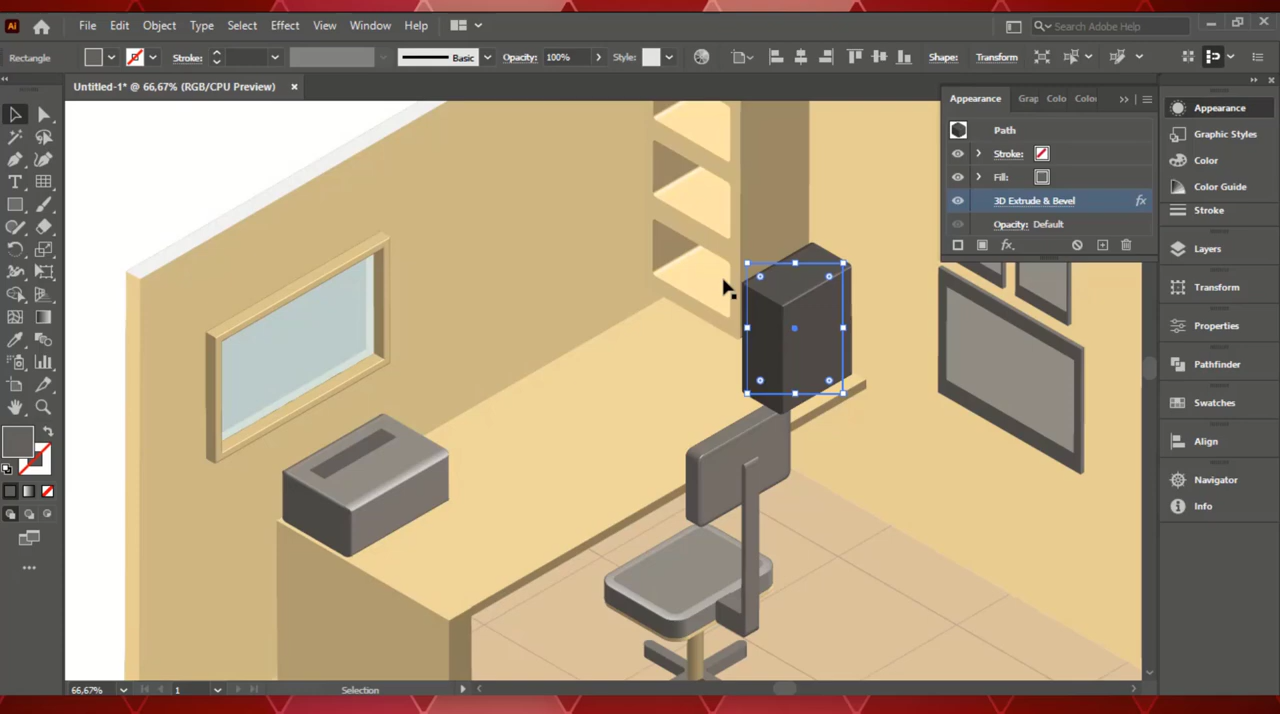 Ai File Edit Object Type Select Effect View Window Help Search Adobe Help
Rectangle Stroke: Basic Opacity: 100% Style: Shape: Transform
Untitled-1* @ 66,67% (RGB/CPU Preview) ×
Appearance Grap Colo Color
Path
Stroke:
Fill:
3D Extrude & Bevel fx
Opacity: Default
fx.
Appearance
Graphic Styles
Color
Color Guide
Stroke
Layers
Transform
Properties
Pathfinder
Swatches
Align
Navigator
Info
66,67% 1 Selection